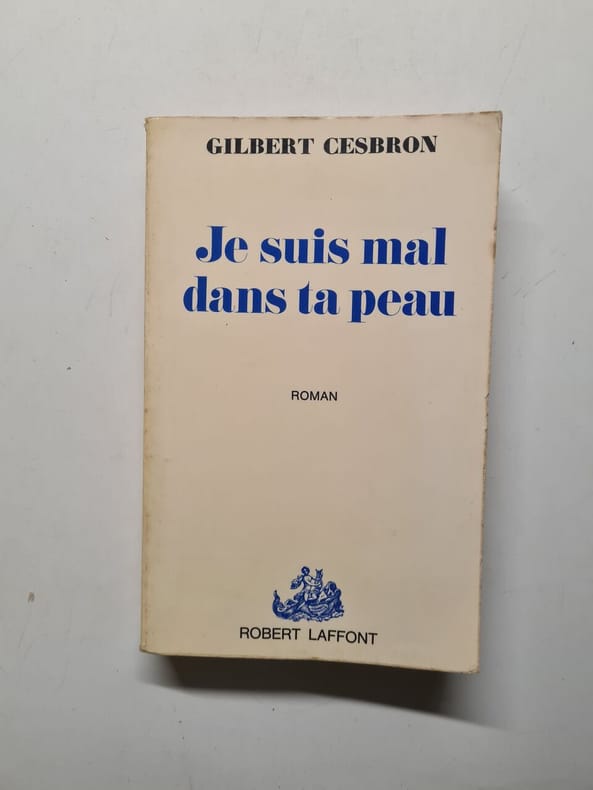 GILBERT CESBRON
Je suis mal
dans ta peau
ROMAN
ROBERT LAFFONT